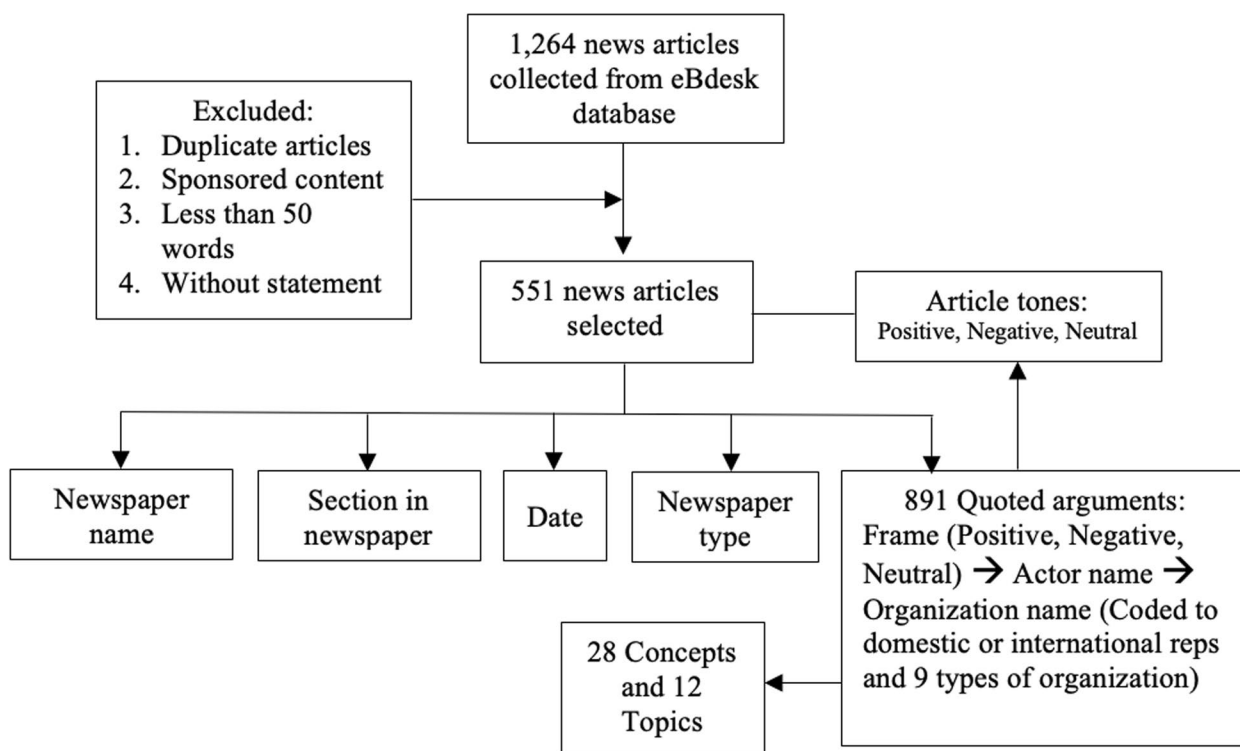 1,264 news articles
collected from eBdesk
database
Excluded:
1. Duplicate articles
2. Sponsored content
3. Less than 50
words
4. Without statement
551 news articles
selected
Article tones:
Positive, Negative, Neutral
Newspaper
name
Section in
newspaper
Date
Newspaper
type
891 Quoted arguments:
Frame (Positive, Negative,
Neutral) → Actor name →
Organization name (Coded to
domestic or international reps
and 9 types of organization)
28 Concepts
and 12
Topics